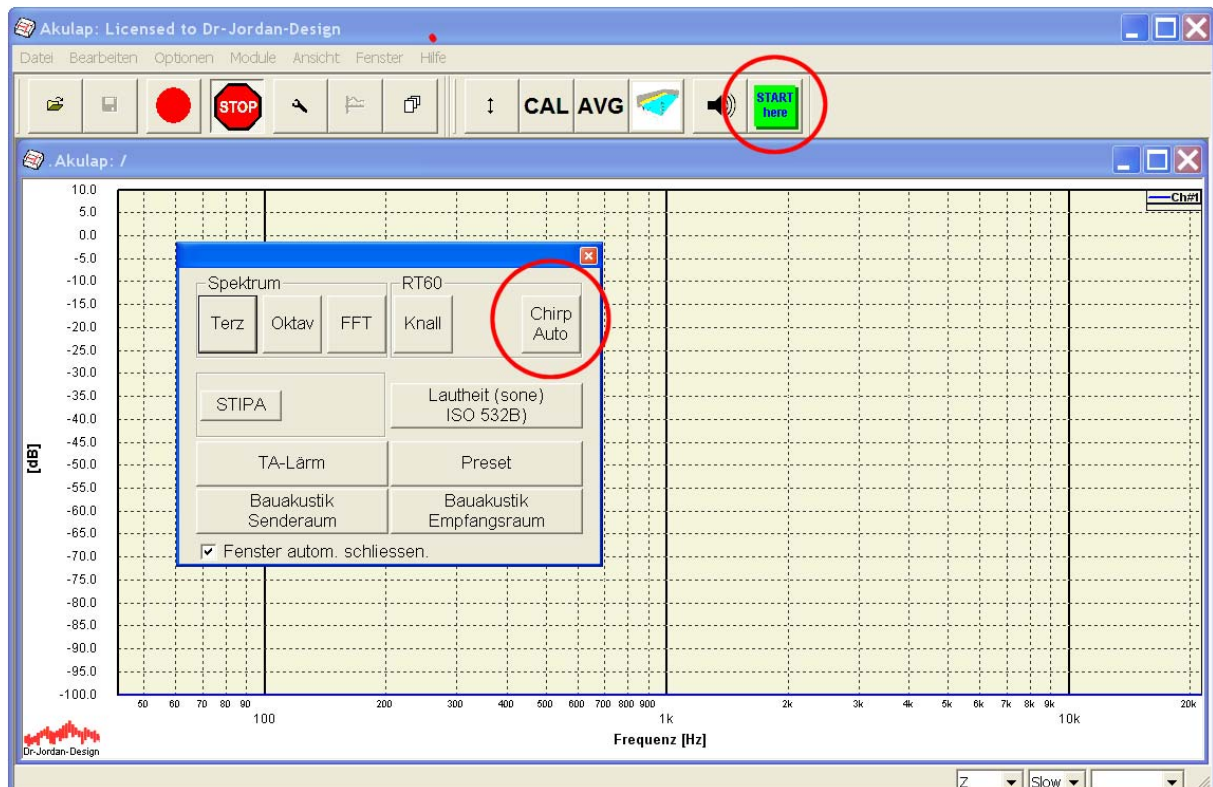 Akulap: Licensed to Dr-Jordan-Design
Datei Bearbeiten Optionen Module Ansicht Fenster Hilfe
STOP CAL AVG START
here
. Akulap: /
Ch#1
10.0
5.0
0.0
-5.0
-10.0
-15.0
-20.0
-25.0
-30.0
-35.0
-40.0
-45.0
-50.0
-55.0
-60.0
-65.0
-70.0
-75.0
-80.0
-85.0
-90.0
-95.0
-100.0
[dB]
Spektrum RT60
Terz Oktav FFT Knall Chirp
Auto
STIPA Lautheit (sone)
ISO 532B)
TA-Lärm Preset
Bauakustik
Senderaum
Bauakustik
Empfangsraum
Fenster autom. schliessen.
50 60 70 80 90 200 300 400 500 600 700 800 900 2k 3k 4k 5k 6k 7k 8k 9k 20k
100 1k 10k
Frequenz [Hz]
Dr-Jordan-Design
Z Slow